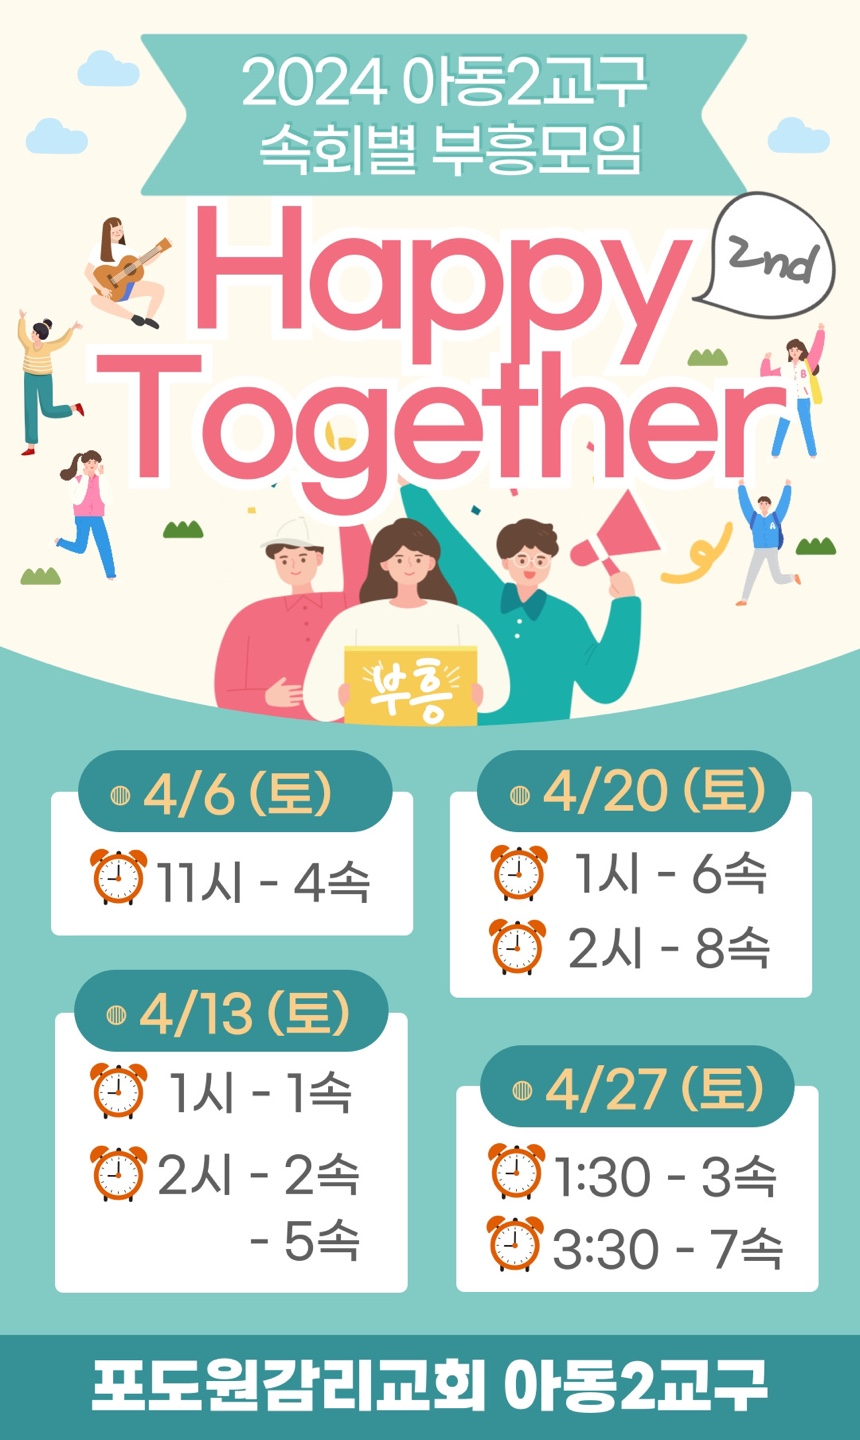 2024 아동2교구
속회별 부흥모임
Happy
2nd
Together
B
A
부흥
4/6 (토)
11시 - 4속
4/13 (토)
1시 - 1속
2시 - 2속
- 5속
4/20 (토)
1시 - 6속
2시 - 8속
4/27 (토)
1:30 - 3속
3:30 - 7속
포도원감리교회 아동2교구